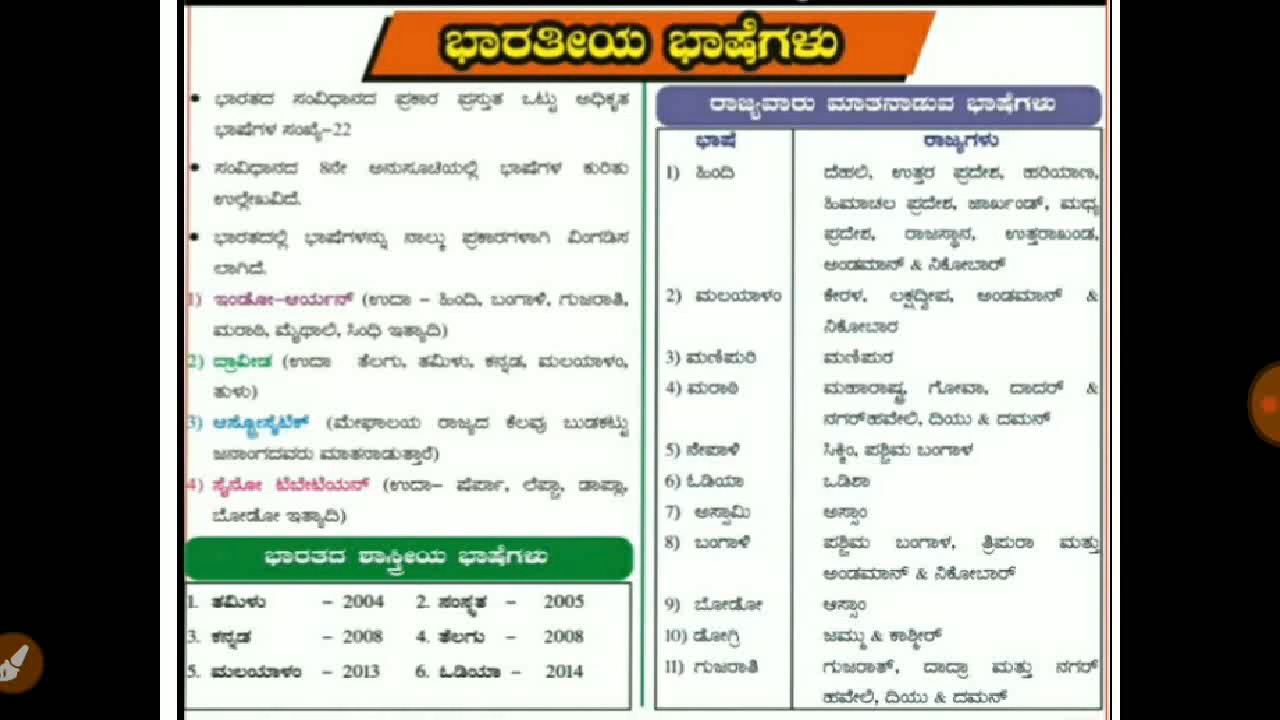 ಭಾರತೀಯ ಭಾಷೆಗಳು
• ಭಾರತದ ಸಂವಿಧಾನದ ಪ್ರಕಾರ ಪ್ರಸ್ತುತ ಒಟ್ಟು ಅಧಿಕೃತ
ಭಾಷೆಗಳ ಸಂಖ್ಯೆ-22
• ಸಂವಿಧಾನದ 8ರೇ ಅನುಸೂಚಿಯಲ್ಲಿ ಭಾಷೆಗಳ ಕುರಿತು
ಉಲ್ಲೇಖವಿದೆ.
• ಭಾರತದಲ್ಲಿ ಭಾಷೆಗಳನ್ನು ನಾಲ್ಕು ಪ್ರಕಾರಗಳಾಗಿ ವಿಂಗಡಿಸ
ಲಾಗಿದೆ.
1) ಇಂಡೋ-ಆರ್ಯನ್ (ಉದಾ - ಹಿಂದಿ, ಬಂಗಾಳಿ, ಗುಜರಾತಿ,
ಮರಾಠಿ, ಮೈಥಾಲಿ, ಸಿಂಧಿ ಇತ್ಯಾದಿ)
2) ದ್ರಾವೀಡ (ಉದಾ ತೆಲಗು, ತಮಿಳು, ಕನ್ನಡ, ಮಲಯಾಳಂ,
ತುಳು)
3) ಆಸ್ಟ್ರೋಸೈಟಿಕ್ (ಮೇಘಾಲಯ ರಾಜ್ಯದ ಕೆಲವು ಬುಡಕಟ್ಟು
ಜನಾಂಗದವರು ಮಾತನಾಡುತ್ತಾರೆ)
4) ಸೈನೋ ಟಿಬೇಟಿಯನ್ (ಉದಾ- ಷೆರ್ಪಾ, ಲೆಪ್ಚಾ, ಡಾಪ್ಲಾ,
ಬೋಡೋ ಇತ್ಯಾದಿ)
ಭಾರತದ ಶಾಸ್ತ್ರೀಯ ಭಾಷೆಗಳು
1. ತಮಿಳು - 2004 2. ಸಂಸ್ಕೃತ - 2005
3. ಕನ್ನಡ - 2008 4. ತೆಲಗು - 2008
5. ಮಲಯಾಳಂ - 2013 6. ಓಡಿಯಾ - 2014
ರಾಜ್ಯವಾರು ಮಾತನಾಡುವ ಭಾಷೆಗಳು
ಭಾಷೆ ರಾಜ್ಯಗಳು
1) ಹಿಂದಿ ದೆಹಲಿ, ಉತ್ತರ ಪ್ರದೇಶ, ಹರಿಯಾಣ,
ಹಿಮಾಚಲ ಪ್ರದೇಶ, ಜಾರ್ಖಂಡ್, ಮಧ್ಯ
ಪ್ರದೇಶ, ರಾಜಸ್ಥಾನ, ಉತ್ತರಾಖಂಡ,
ಅಂಡಮಾನ್ & ನಿಕೋಬಾರ್
2) ಮಲಯಾಳಂ ಕೇರಳ, ಲಕ್ಷದ್ವೀಪ, ಅಂಡಮಾನ್ &
ನಿಕೋಬಾರ
3) ಮಣಿಪುರಿ ಮಣಿಪುರ
4) ಮರಾಠಿ ಮಹಾರಾಷ್ಟ್ರ, ಗೋವಾ, ದಾದರ್ &
ನಗರ್‌ಹವೇಲಿ, ದಿಯು & ದಮನ್
5) ನೇಪಾಳಿ ಸಿಕ್ಕಿಂ, ಪಶ್ಚಿಮ ಬಂಗಾಳ
6) ಓಡಿಯಾ ಒಡಿಶಾ
7) ಅಸ್ಸಾಮಿ ಅಸ್ಸಾಂ
8) ಬಂಗಾಳಿ ಪಶ್ಚಿಮ ಬಂಗಾಳ, ತ್ರಿಪುರಾ ಮತ್ತು
ಅಂಡಮಾನ್ & ನಿಕೋಬಾರ್
9) ಬೋಡೋ ಆಸ್ಸಾಂ
10) ಡೋಗ್ರಿ ಜಮ್ಮು & ಕಾಶ್ಮೀರ್
11) ಗುಜರಾತಿ ಗುಜರಾತ್, ದಾದ್ರಾ ಮತ್ತು ನಗರ್
ಹವೇಲಿ, ದಿಯು & ದಮನ್